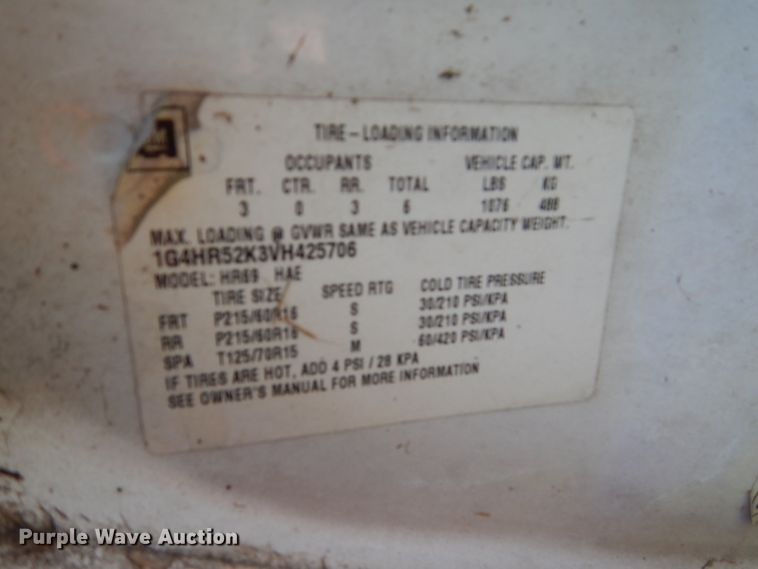 TIRE - LOADING INFORMATION
OCCUPANTS VEHICLE CAP. WT.
FRT. CTR. RR. TOTAL LBS KG
3 0 3 6 1076 488
MAX. LOADING @ GVWR SAME AS VEHICLE CAPACITY WEIGHT.
1G4HR52K3VH425706
MODEL: HR69 HAE
TIRE SIZE SPEED RTG COLD TIRE PRESSURE
FRT P215/60R16 S 30/210 PSI/KPA
RR P215/60R16 S 30/210 PSI/KPA
SPA T125/70R15 M 60/420 PSI/KPA
IF TIRES ARE HOT, ADD 4 PSI / 28 KPA
SEE OWNER'S MANUAL FOR MORE INFORMATION
Purple Wave Auction